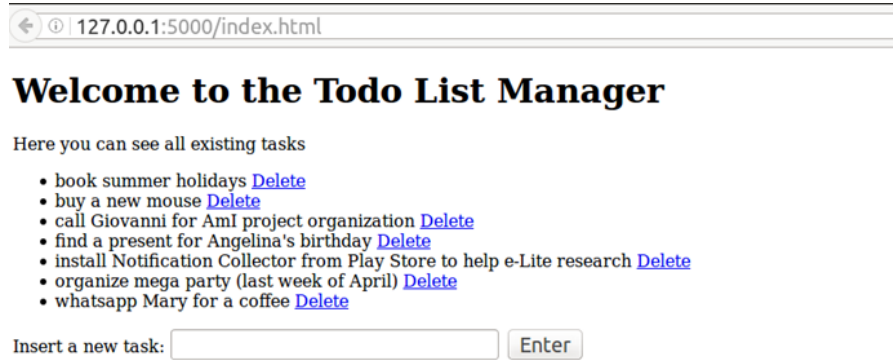 127.0.0.1:5000/index.html
Welcome to the Todo List Manager
Here you can see all existing tasks
• book summer holidays Delete
• buy a new mouse Delete
• call Giovanni for AmI project organization Delete
• find a present for Angelina's birthday Delete
• install Notification Collector from Play Store to help e-Lite research Delete
• organize mega party (last week of April) Delete
• whatsapp Mary for a coffee Delete
Insert a new task: Enter